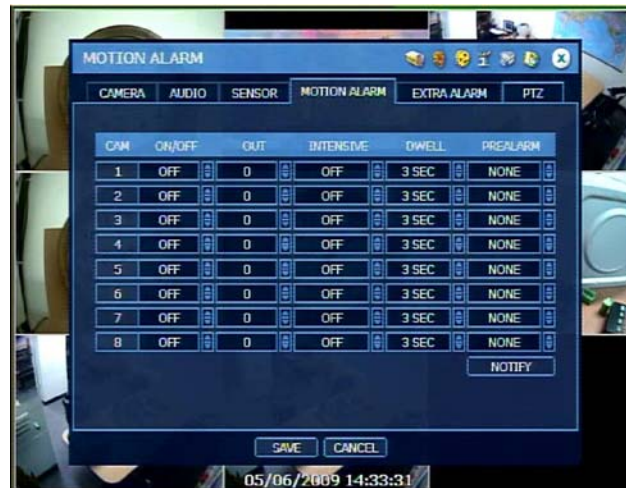 MOTION ALARM
CAMERA AUDIO SENSOR MOTION ALARM EXTRA ALARM PTZ
CAM ON/OFF OUT INTENSIVE DWELL PREALARM
1 OFF 0 OFF 3 SEC NONE
2 OFF 0 OFF 3 SEC NONE
3 OFF 0 OFF 3 SEC NONE
4 OFF 0 OFF 3 SEC NONE
5 OFF 0 OFF 3 SEC NONE
6 OFF 0 OFF 3 SEC NONE
7 OFF 0 OFF 3 SEC NONE
8 OFF 0 OFF 3 SEC NONE
NOTIFY
SAVE CANCEL
05/06/2009 14:33:31